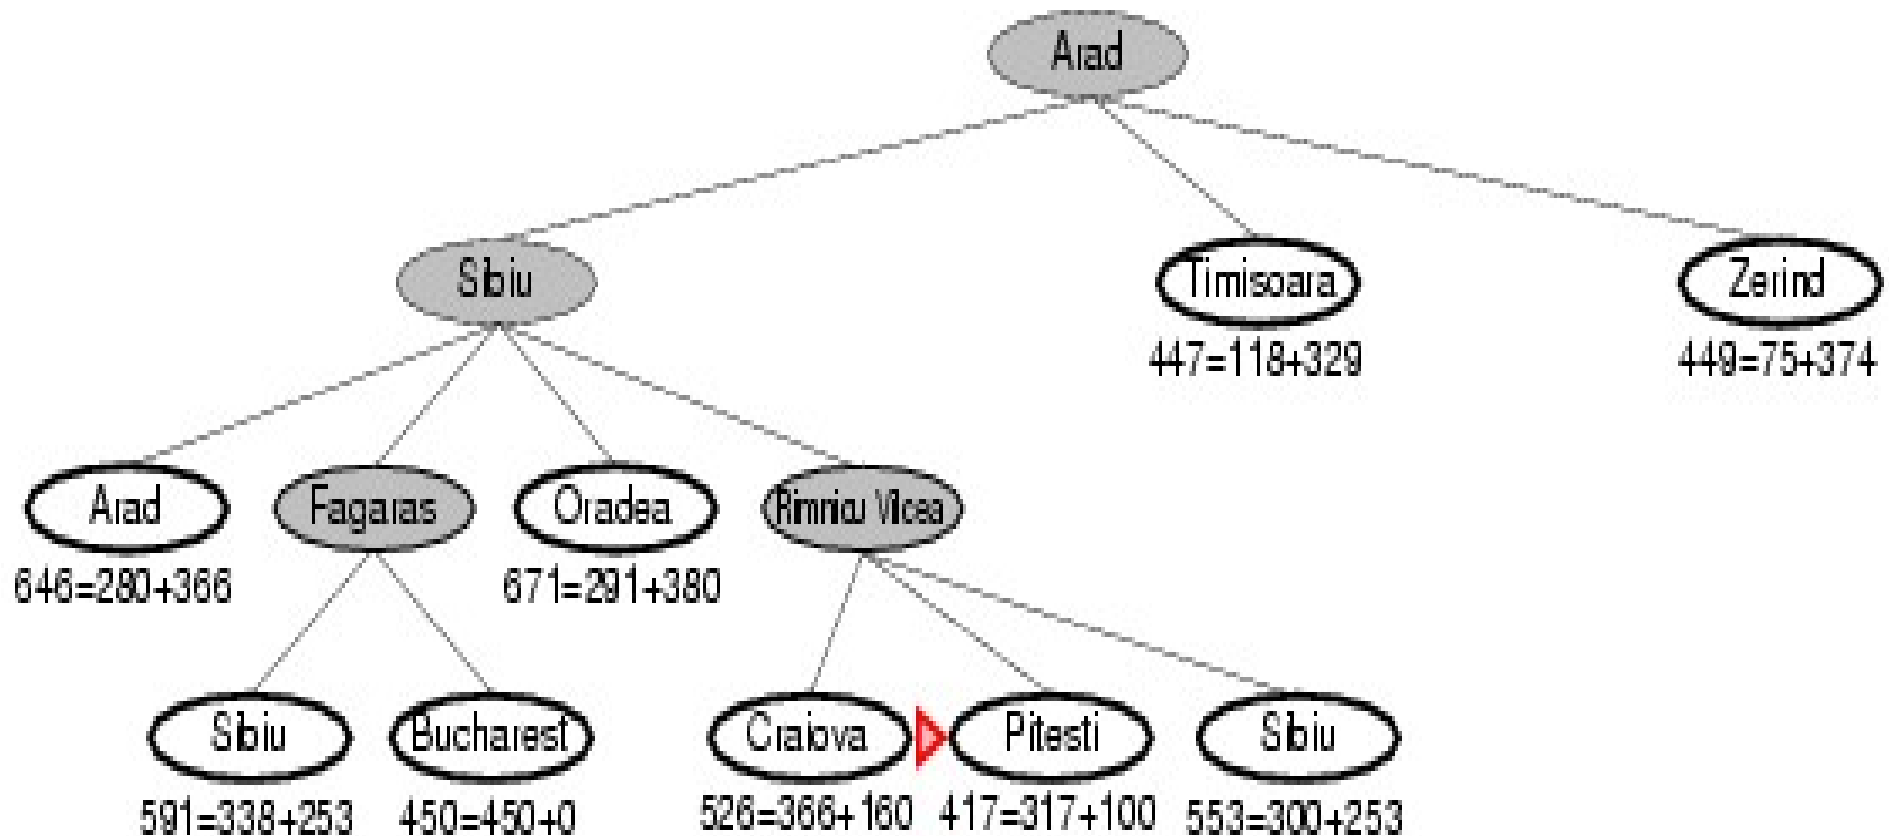 Arad
Sibiu Timisoara Zerind
447=118+329 449=75+374
Arad Fagaras Oradea Rimnicu Vilcea
646=280+366 671=291+380
Sibiu Bucharest Craiova Pitesti Sibiu
591=338+253 450=450+0 526=366+160 417=317+100 553=300+253